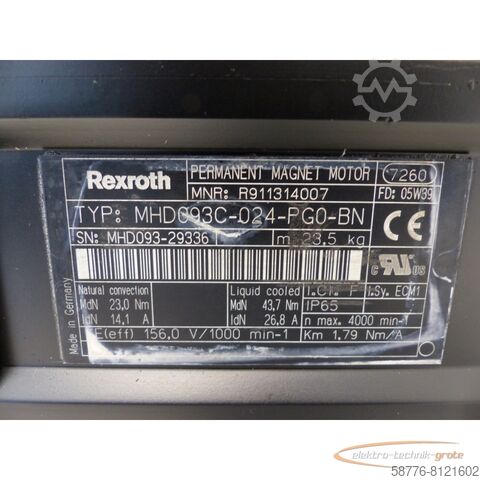 Rexroth
PERMANENT MAGNET MOTOR
7260
MNR: R911314007
FD: 05W39
TYP: MHD093C-024-PG0-BN
SN: MHD093-29336
m 23,5 kg
CE
c RU us
Made in Germany
Natural convection
MdN 23,0 Nm
IdN 14,1 A
Liquid cooled
MdN 43,7 Nm
IdN 26,8 A
I.Cl. F I.Sy. ECM1
IP65
n max. 4000 min-1
E(eff) 156,0 V/1000 min-1
Km 1,79 Nm/A
elektro-technik-grote
58776-8121602